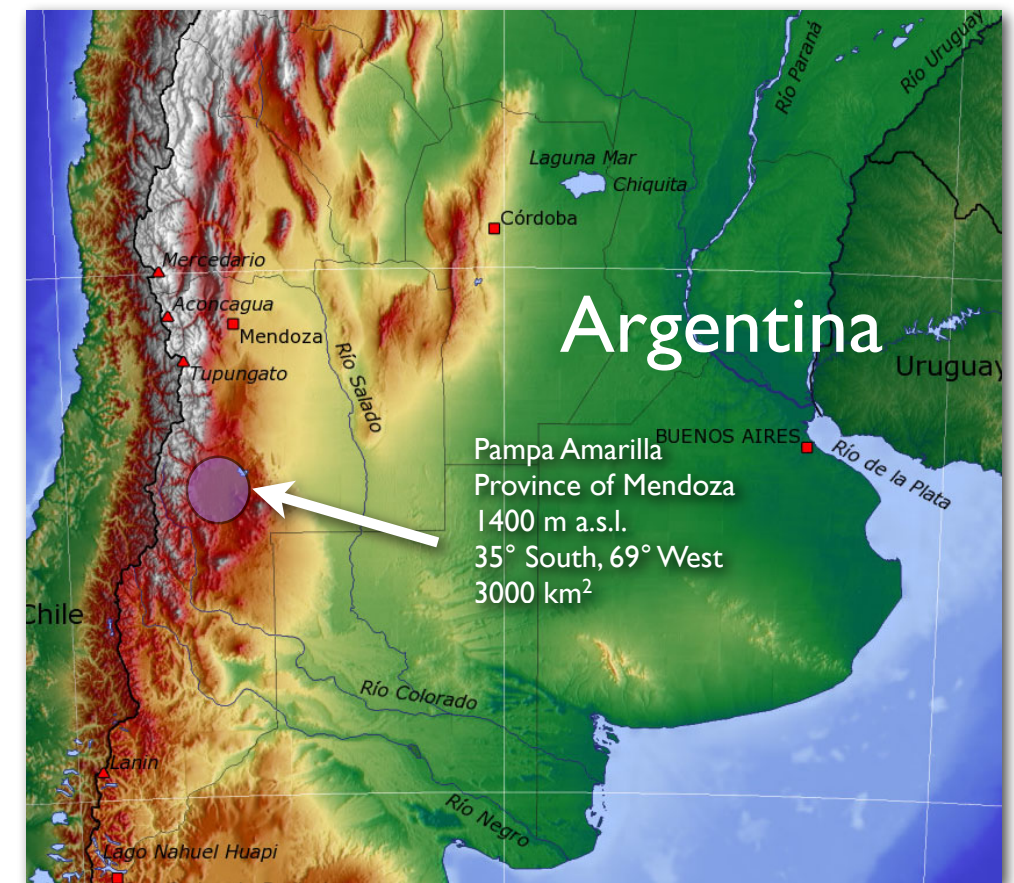 Río Paraná
Río Uruguay
Laguna Mar
Chiquita
Córdoba
Mercedario
Aconcagua
Mendoza
Tupungato
Río Salado
Argentina
Uruguay
BUENOS AIRES
Río de la Plata
Pampa Amarilla
Province of Mendoza
1400 m a.s.l.
35° South, 69° West
3000 km²
Chile
Río Colorado
Lanin
Río Negro
Lago Nahuel Huapi